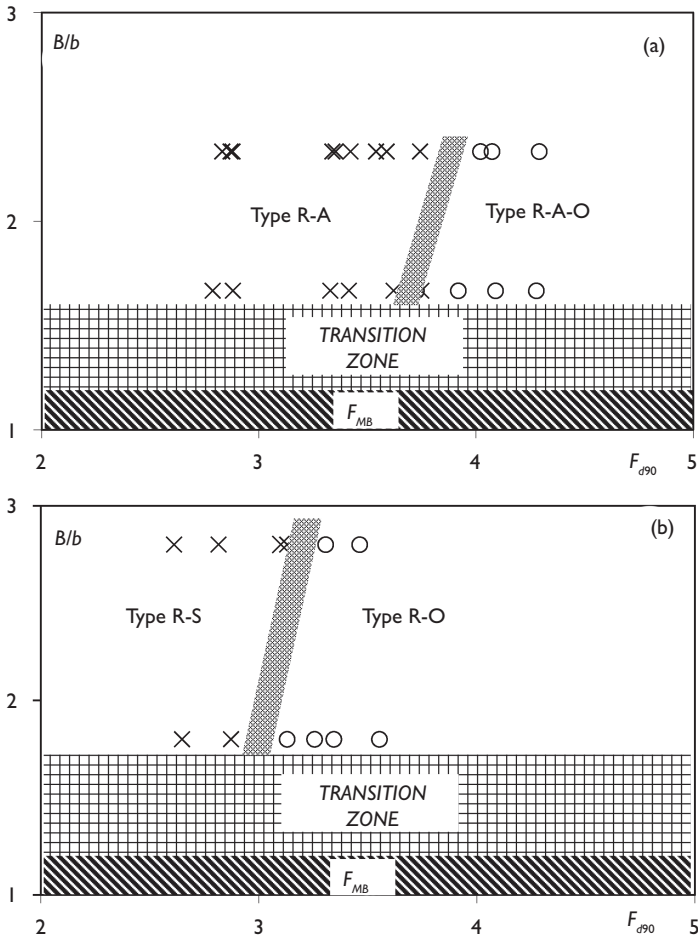 3
B/b
(a)
Type R-A
2
Type R-A-O
TRANSITION
ZONE
F_MB
1
2 3 4 F_d90 5
3
B/b
(b)
Type R-S
Type R-O
2
TRANSITION
ZONE
F_MB
1
2 3 4 F_d90 5